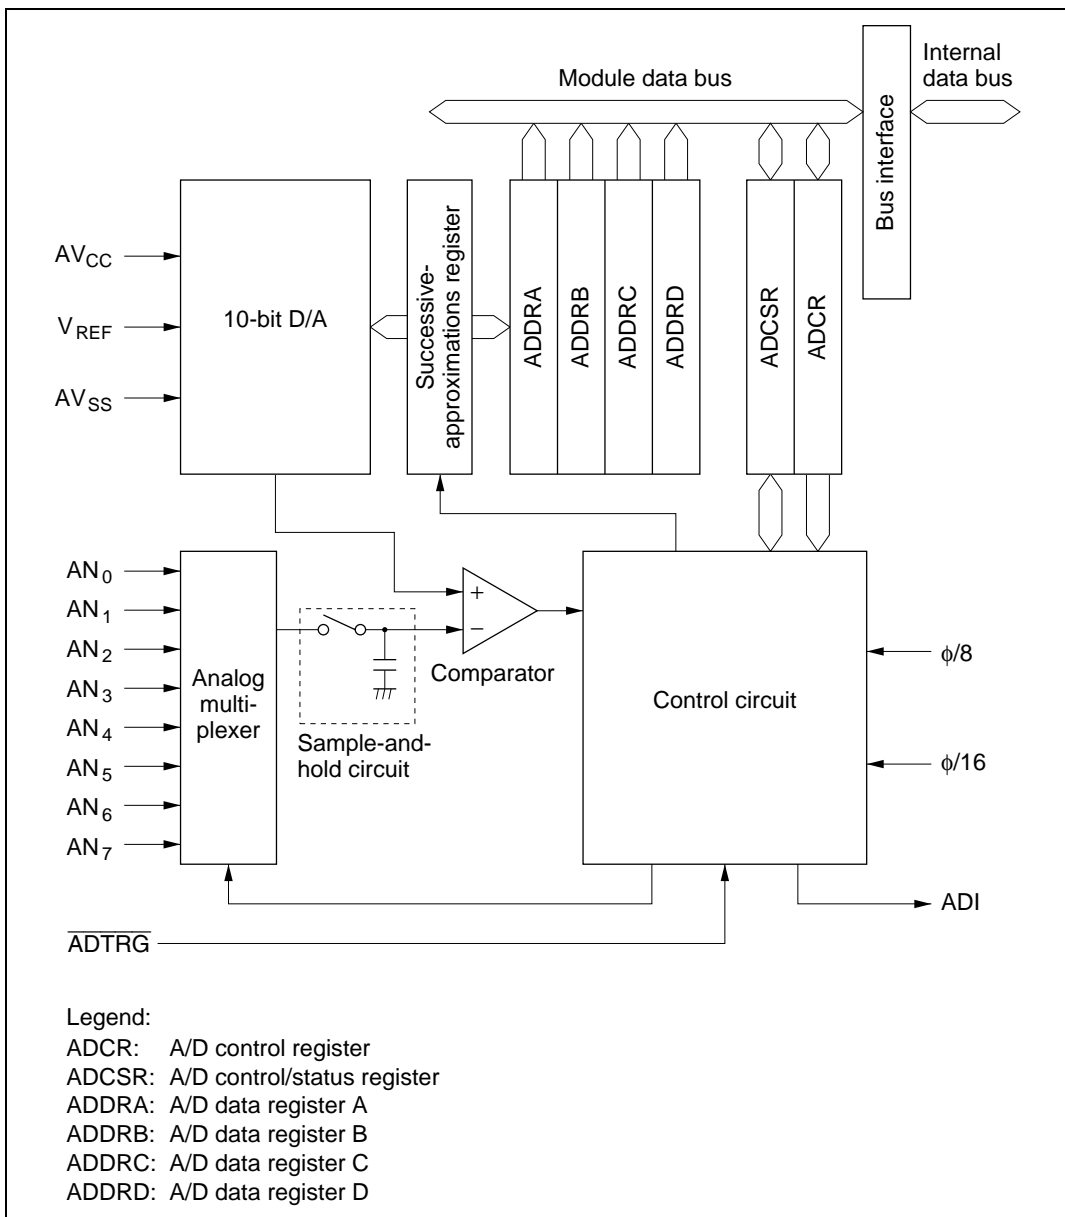 Module data bus
Internal
data bus
Bus interface
AVCC
VREF
AVSS
10-bit D/A
Successive-
approximations register
ADDRA
ADDRB
ADDRC
ADDRD
ADCSR
ADCR
AN0
AN1
AN2
AN3
AN4
AN5
AN6
AN7
Analog
multi-
plexer
+
−
Comparator
Sample-and-
hold circuit
Control circuit
ϕ/8
ϕ/16
ADI
A̅D̅T̅R̅G̅
Legend:
ADCR: A/D control register
ADCSR: A/D control/status register
ADDRA: A/D data register A
ADDRB: A/D data register B
ADDRC: A/D data register C
ADDRD: A/D data register D